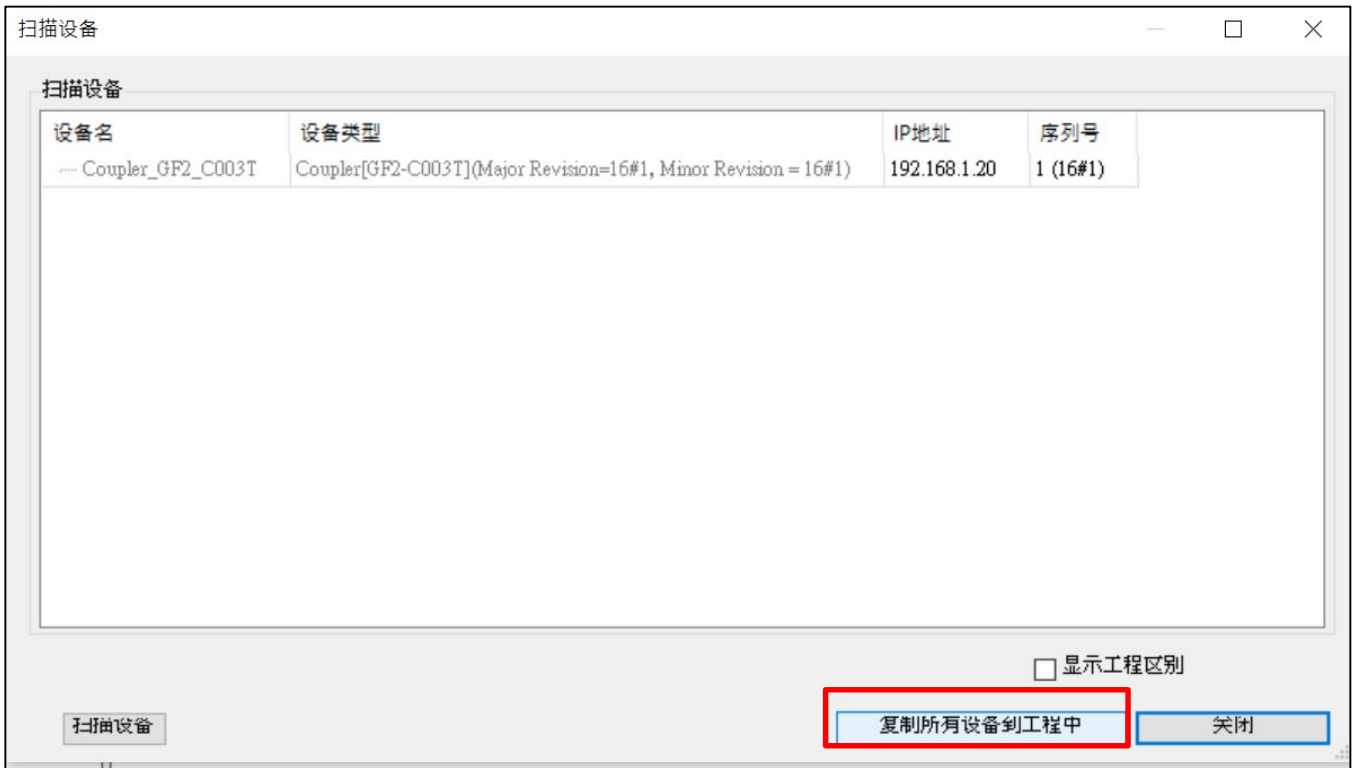 扫描设备
扫描设备
设备名 设备类型 IP地址 序列号
Coupler_GF2_C003T Coupler[GF2-C003T](Major Revision=16#1, Minor Revision = 16#1) 192.168.1.20 1 (16#1)
显示工程区别
扫描设备 复制所有设备到工程中 关闭